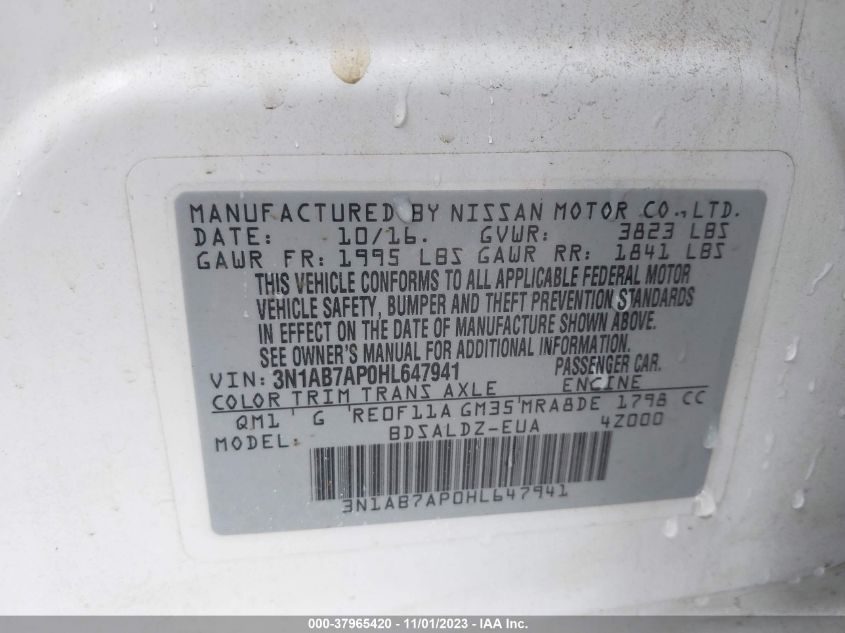 MANUFACTURED BY NISSAN MOTOR CO., LTD.
DATE: 10/16. GVWR: 3823 LBS
GAWR FR: 1995 LBS GAWR RR: 1841 LBS
THIS VEHICLE CONFORMS TO ALL APPLICABLE FEDERAL MOTOR
VEHICLE SAFETY, BUMPER AND THEFT PREVENTION STANDARDS
IN EFFECT ON THE DATE OF MANUFACTURE SHOWN ABOVE.
SEE OWNER'S MANUAL FOR ADDITIONAL INFORMATION.
VIN: 3N1AB7AP0HL647941 PASSENGER CAR.
COLOR TRIM TRANS AXLE ENGINE
QM1 G RE0F11A GM35 MRA8DE 1798 CC
MODEL: BDSALDZ-EUA 4Z000
3N1AB7AP0HL647941
000-37965420 - 11/01/2023 - IAA Inc.